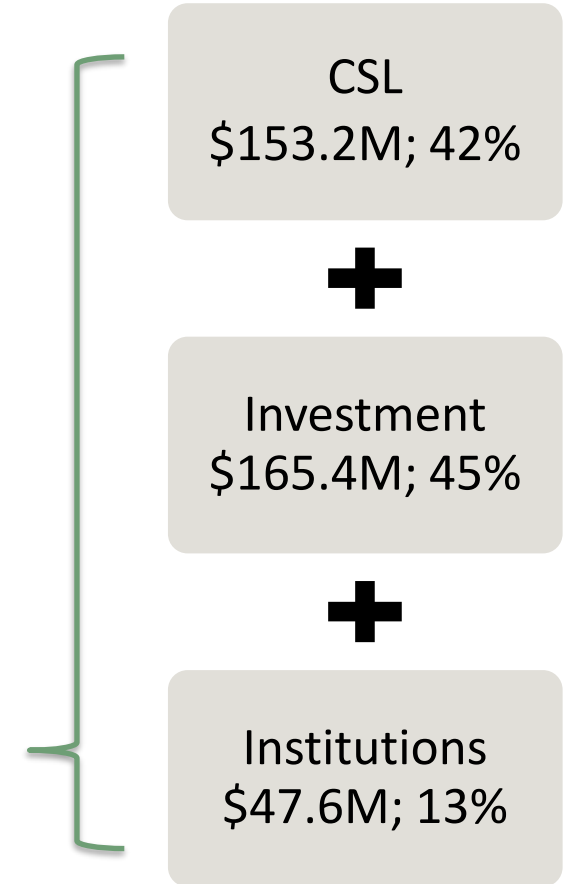 CSL
$153.2M; 42%
Investment
$165.4M; 45%
Institutions
$47.6M; 13%